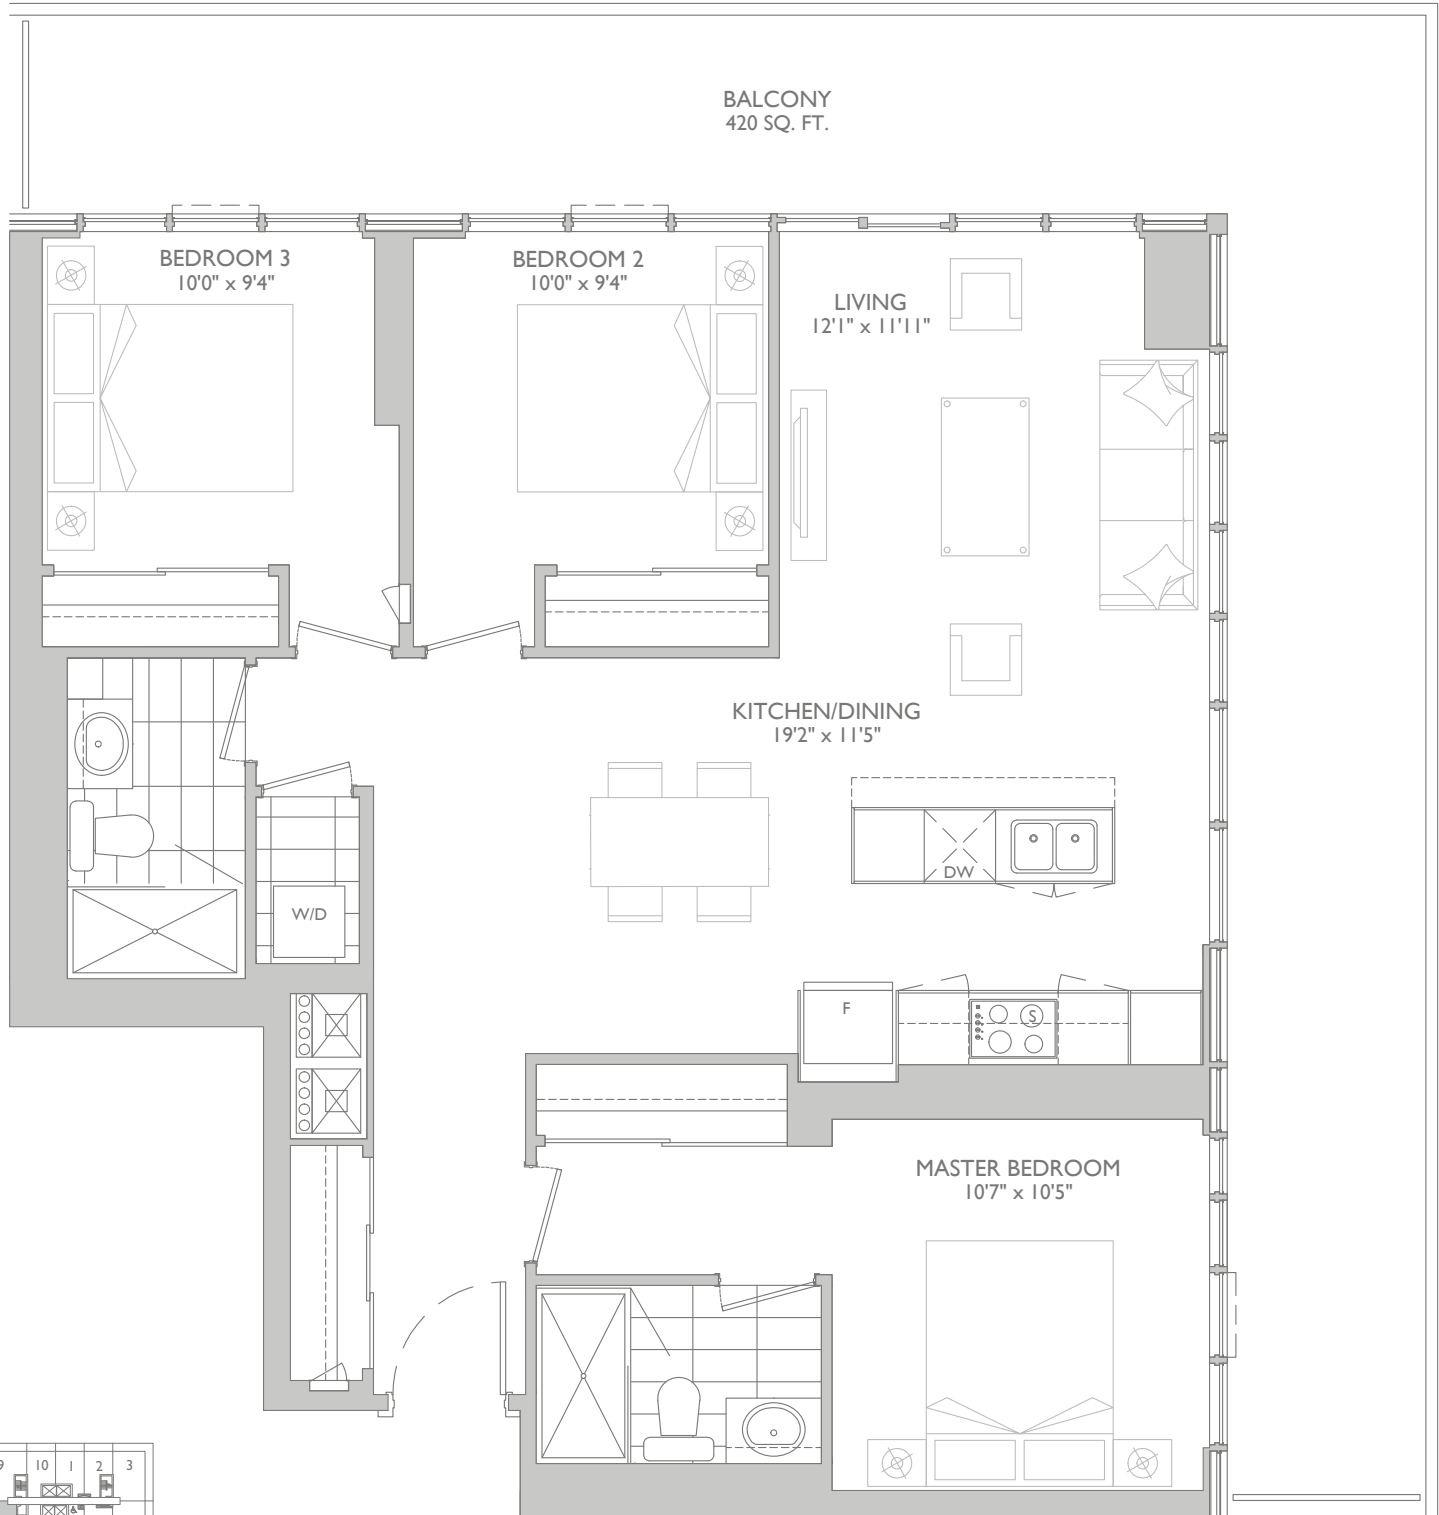 BALCONY
420 SQ. FT.
BEDROOM 3
10'0" x 9'4"
BEDROOM 2
10'0" x 9'4"
LIVING
12'1" x 11'11"
KITCHEN/DINING
19'2" x 11'5"
DW
W/D
F
S
MASTER BEDROOM
10'7" x 10'5"
9 10 1 2 3